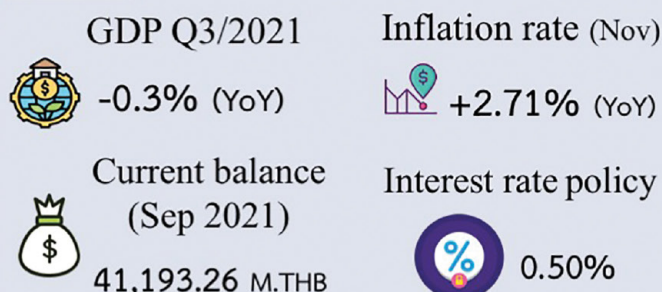 GDP Q3/2021
-0.3% (YoY)
Inflation rate (Nov)
+2.71% (YoY)
Current balance
(Sep 2021)
41,193.26 M.THB
Interest rate policy
0.50%